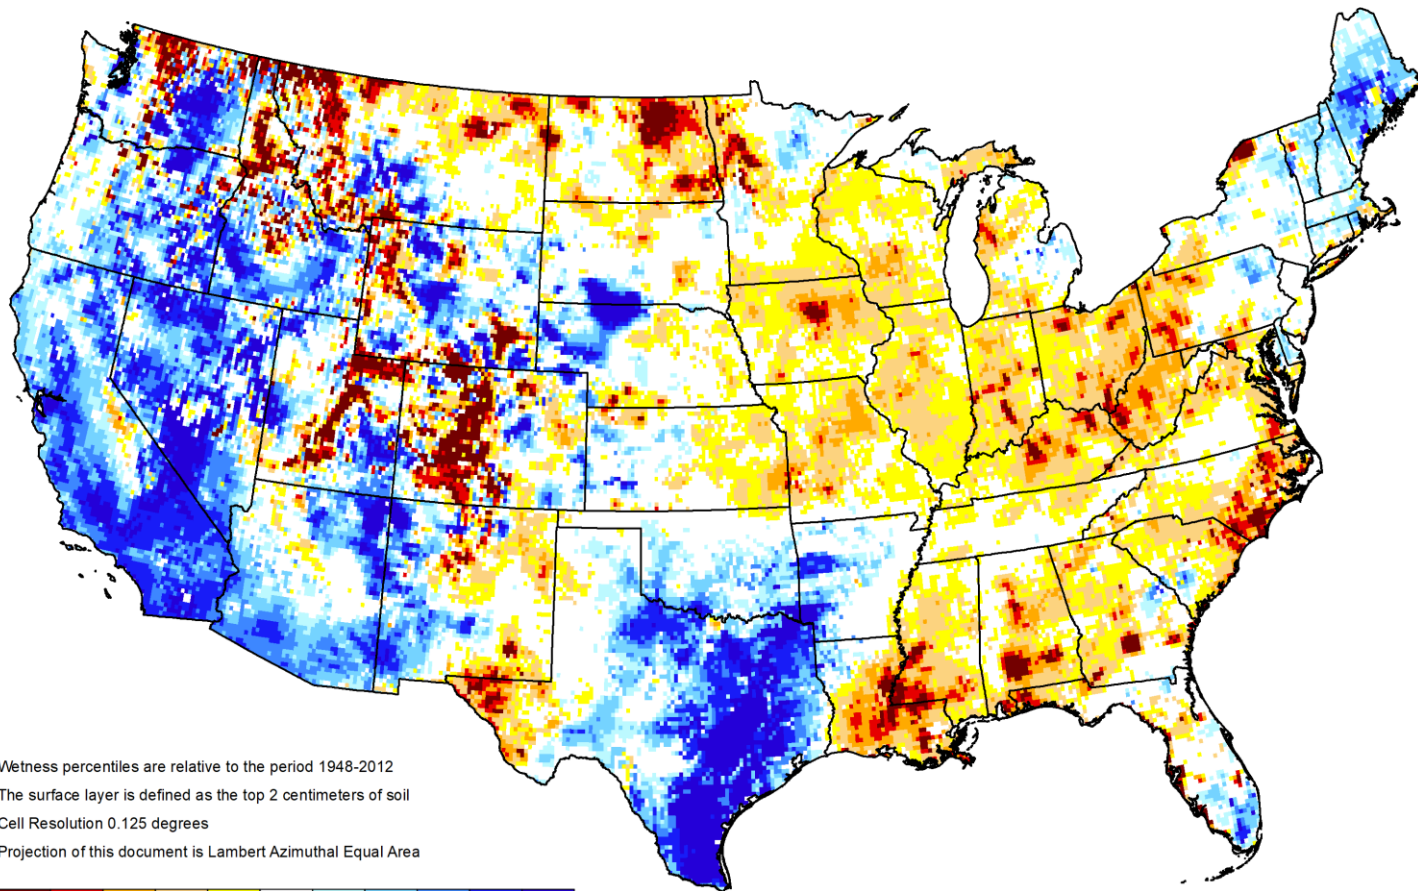 Wetness percentiles are relative to the period 1948-2012
The surface layer is defined as the top 2 centimeters of soil
Cell Resolution 0.125 degrees
Projection of this document is Lambert Azimuthal Equal Area